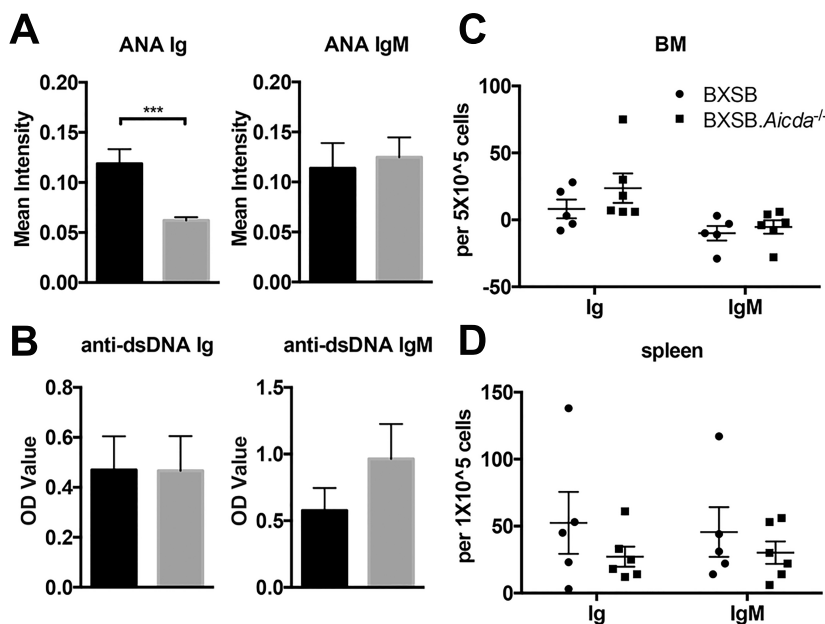 A
ANA Ig
Mean Intensity
0.20
0.15
0.10
0.05
0.00
***
ANA IgM
Mean Intensity
0.20
0.15
0.10
0.05
0.00
C
BM
per 5X10^5 cells
100
50
0
-50
BXSB
BXSB.Aicda-/-
Ig
IgM
B
anti-dsDNA Ig
OD Value
0.8
0.6
0.4
0.2
0.0
anti-dsDNA IgM
OD Value
1.5
1.0
0.5
0.0
D
spleen
per 1X10^5 cells
150
100
50
0
Ig
IgM